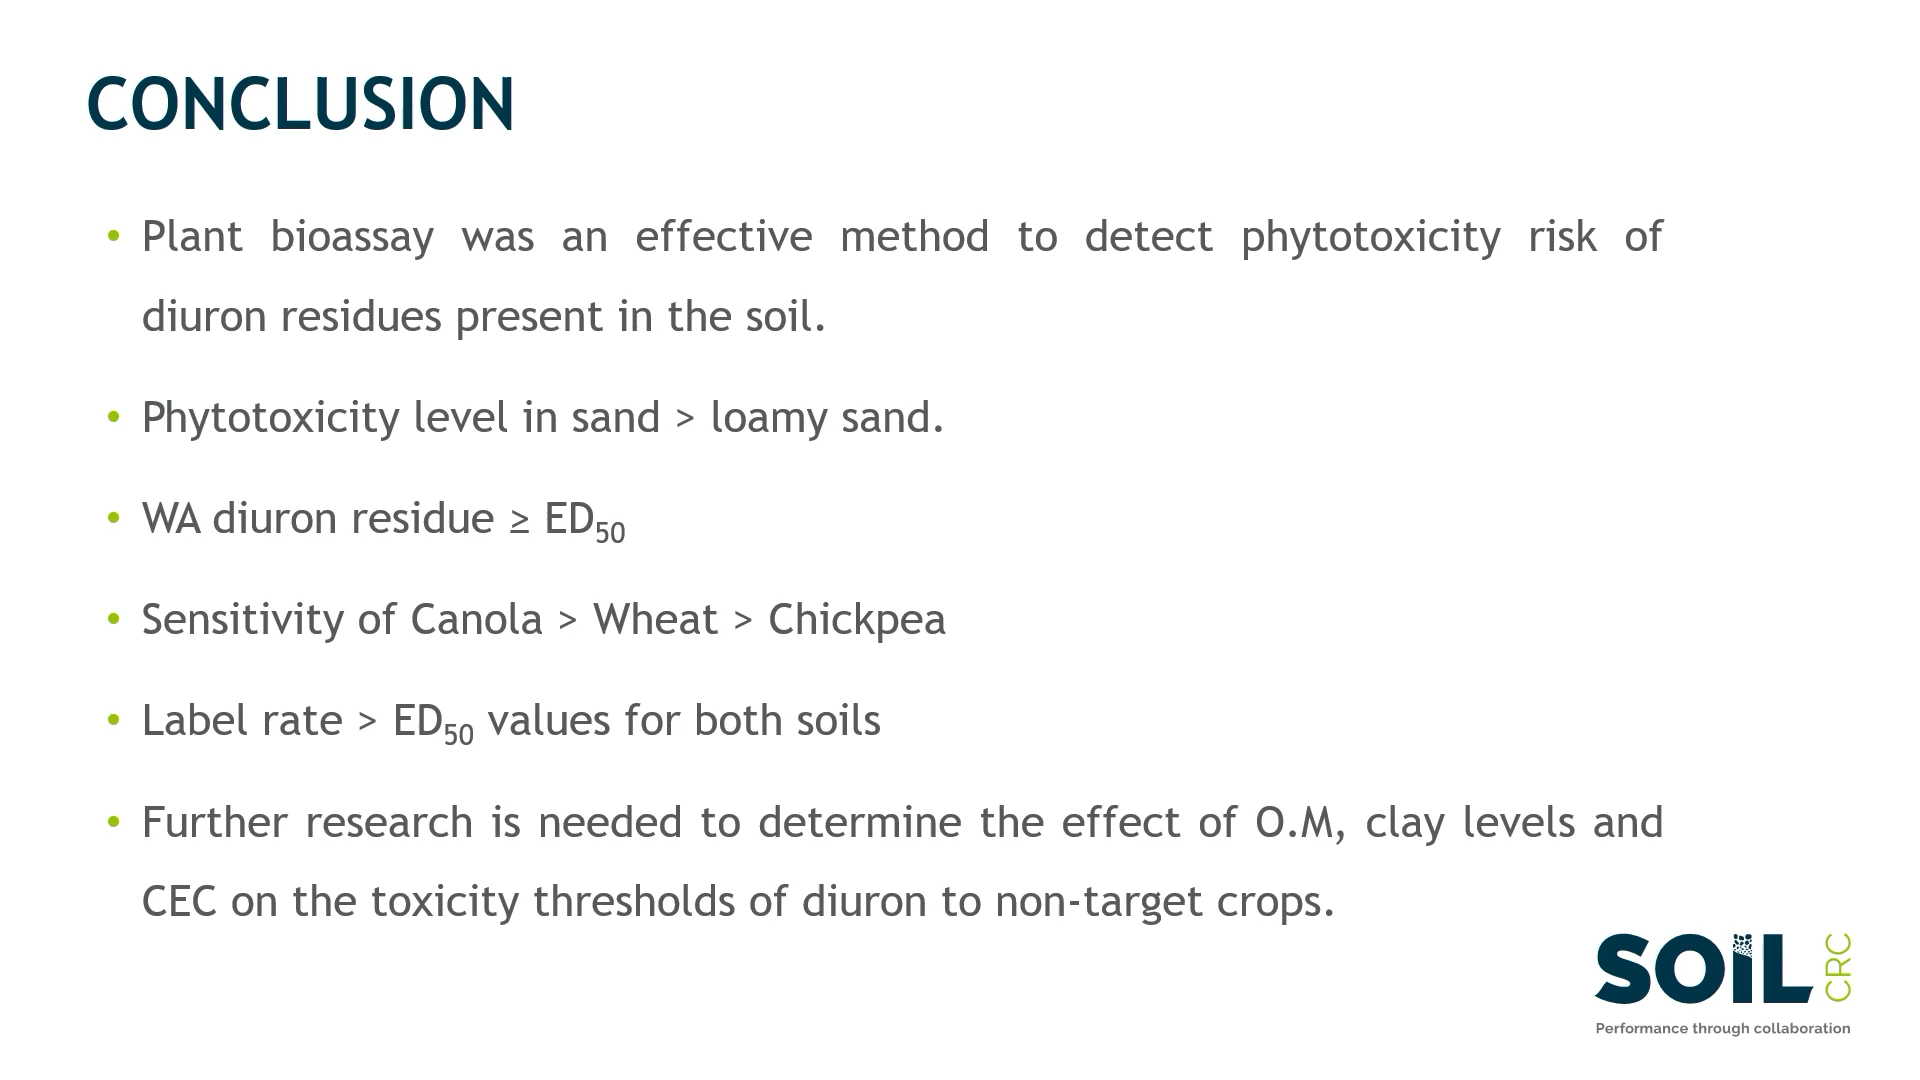 CONCLUSION
• Plant bioassay was an effective method to detect phytotoxicity risk of
diuron residues present in the soil.
• Phytotoxicity level in sand > loamy sand.
• WA diuron residue ≥ ED₅₀
• Sensitivity of Canola > Wheat > Chickpea
• Label rate > ED₅₀ values for both soils
• Further research is needed to determine the effect of O.M, clay levels and
CEC on the toxicity thresholds of diuron to non-target crops.
SOiL CRC
Performance through collaboration